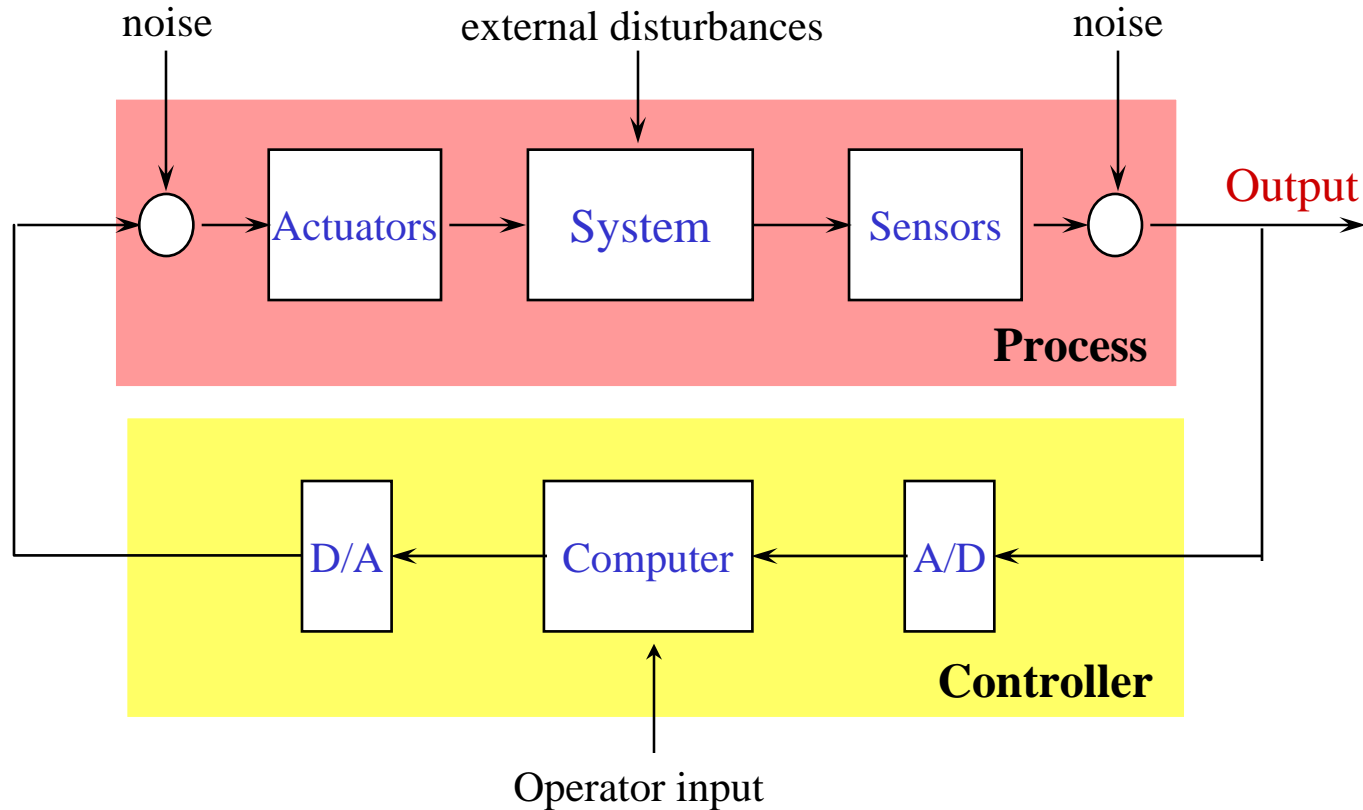 noise
external disturbances
noise
Actuators
System
Sensors
Output
Process
D/A
Computer
A/D
Controller
Operator input